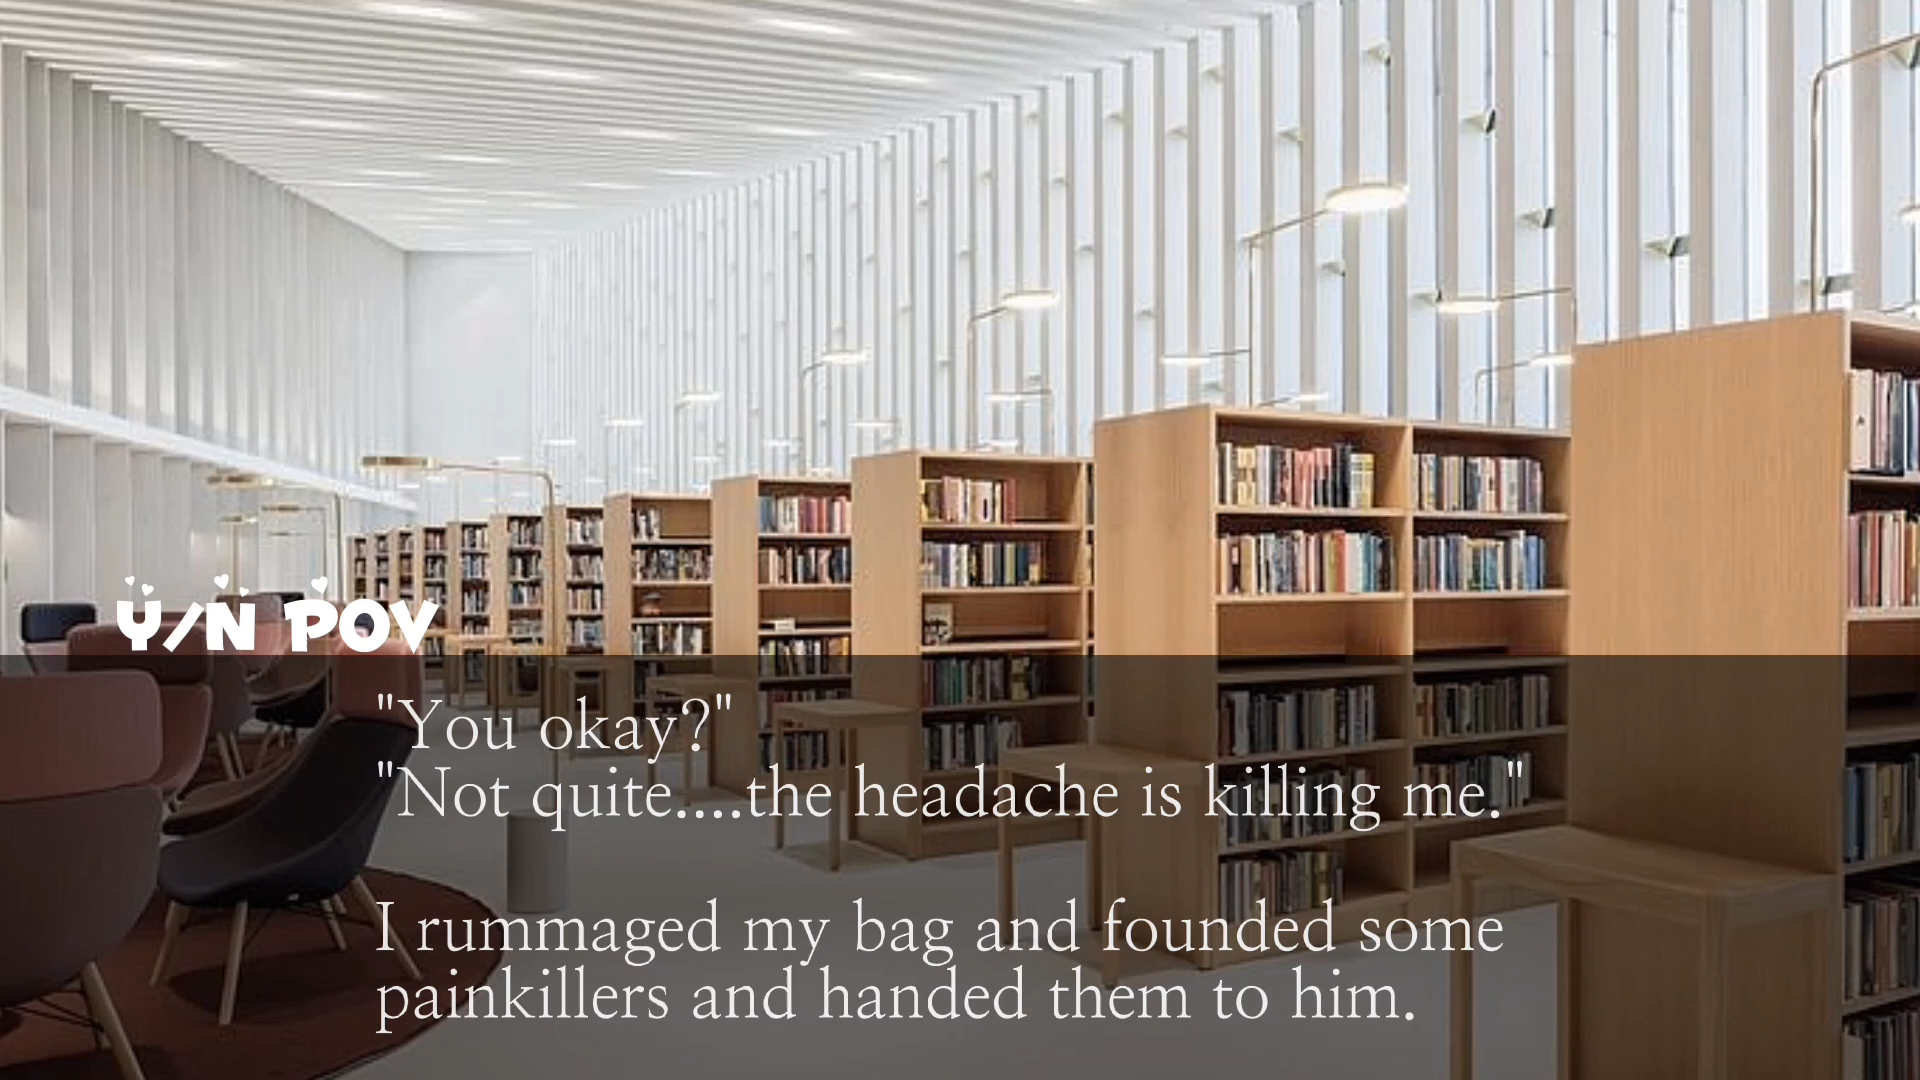 Y/N POV
"You okay?"
"Not quite....the headache is killing me."
I rummaged my bag and founded some
painkillers and handed them to him.